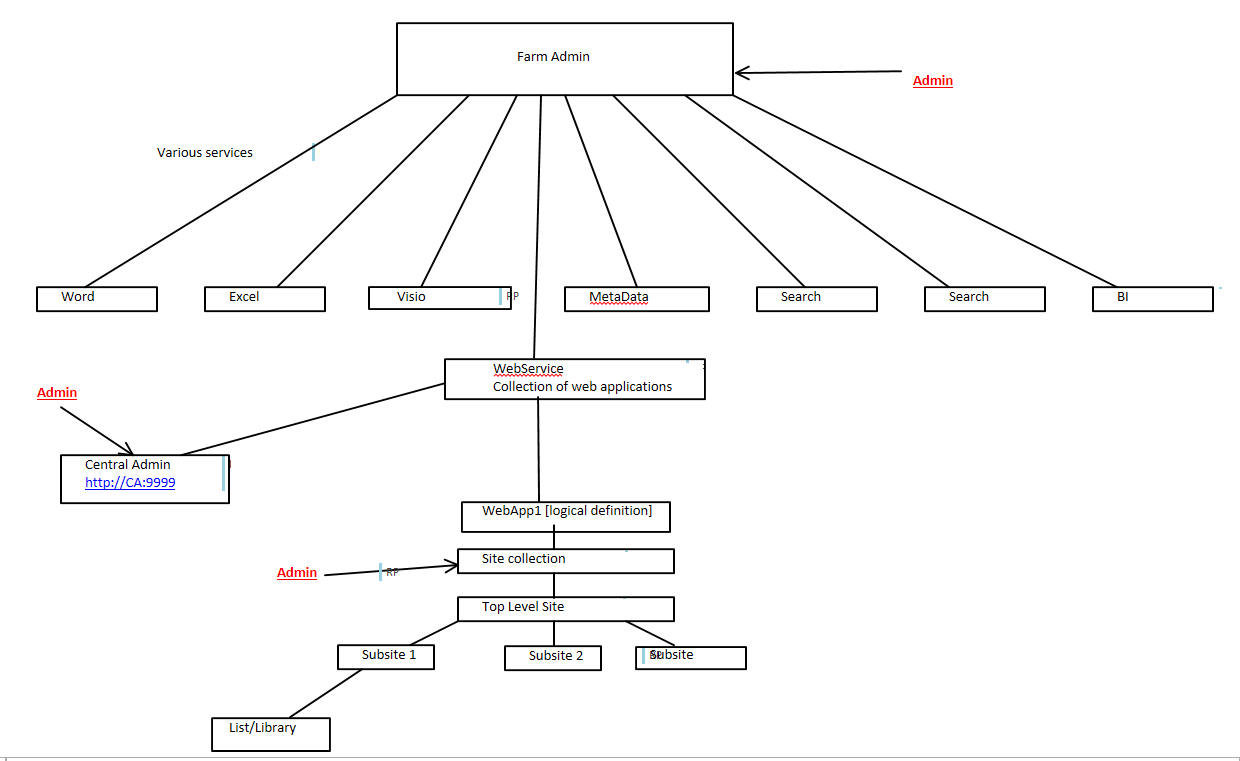 Farm Admin
Admin
Various services
Word
Excel
Visio
RP
MetaData
Search
Search
BI
WebService
Collection of web applications
Admin
Central Admin
http://CA:9999
WebApp1 [logical definition]
Site collection
Admin
RP
Top Level Site
Subsite 1
Subsite 2
Subsite
List/Library